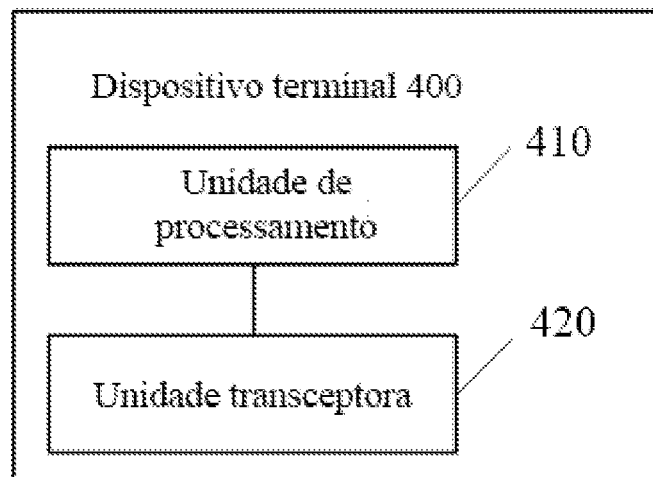 Dispositivo terminal 400
410
Unidade de
processamento
420
Unidade transceptora